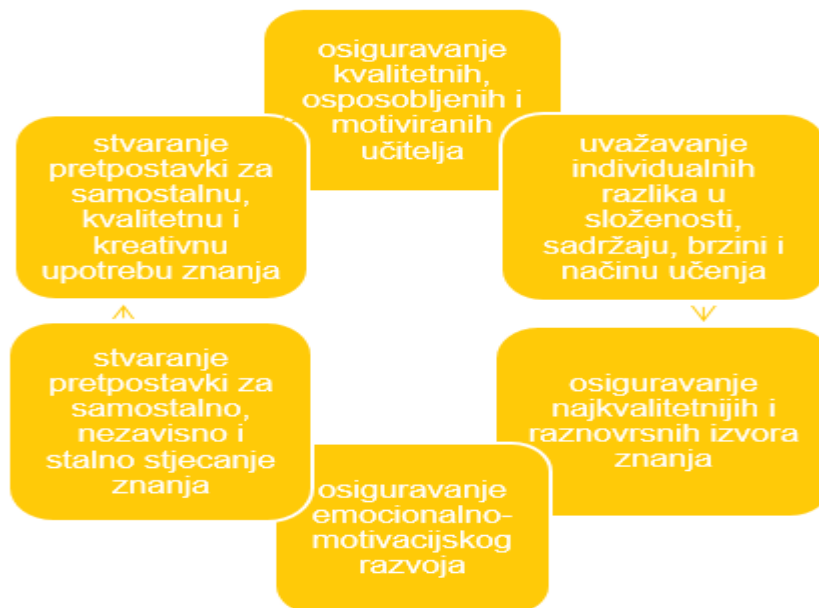 osiguravanje
kvalitetnih,
osposobljenih i
motiviranih
učitelja
uvažavanje
individualnih
razlika u
složenosti,
sadržaju, brzini i
načinu učenja
osiguravanje
najkvalitetnijih i
raznovrsnih izvora
znanja
osiguravanje
emocionalno-
motivacijskog
razvoja
stvaranje
pretpostavki za
samostalno,
nezavisno i
stalno stjecanje
znanja
stvaranje
pretpostavki za
samostalnu,
kvalitetnu i
kreativnu
upotrebu znanja